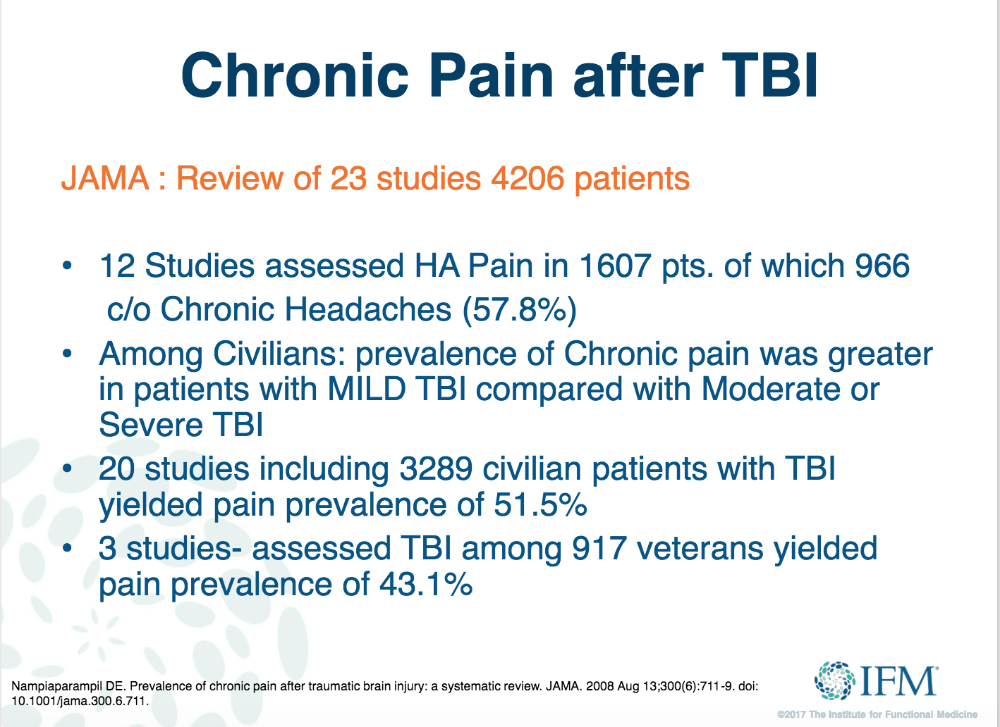 Chronic Pain after TBI
JAMA : Review of 23 studies 4206 patients
• 12 Studies assessed HA Pain in 1607 pts. of which 966
c/o Chronic Headaches (57.8%)
• Among Civilians: prevalence of Chronic pain was greater
in patients with MILD TBI compared with Moderate or
Severe TBI
• 20 studies including 3289 civilian patients with TBI
yielded pain prevalence of 51.5%
• 3 studies- assessed TBI among 917 veterans yielded
pain prevalence of 43.1%
Nampiaparampil DE. Prevalence of chronic pain after traumatic brain injury: a systematic review. JAMA. 2008 Aug 13;300(6):711-9. doi:
10.1001/jama.300.6.711.
IFM®
©2017 The Institute for Functional Medicine